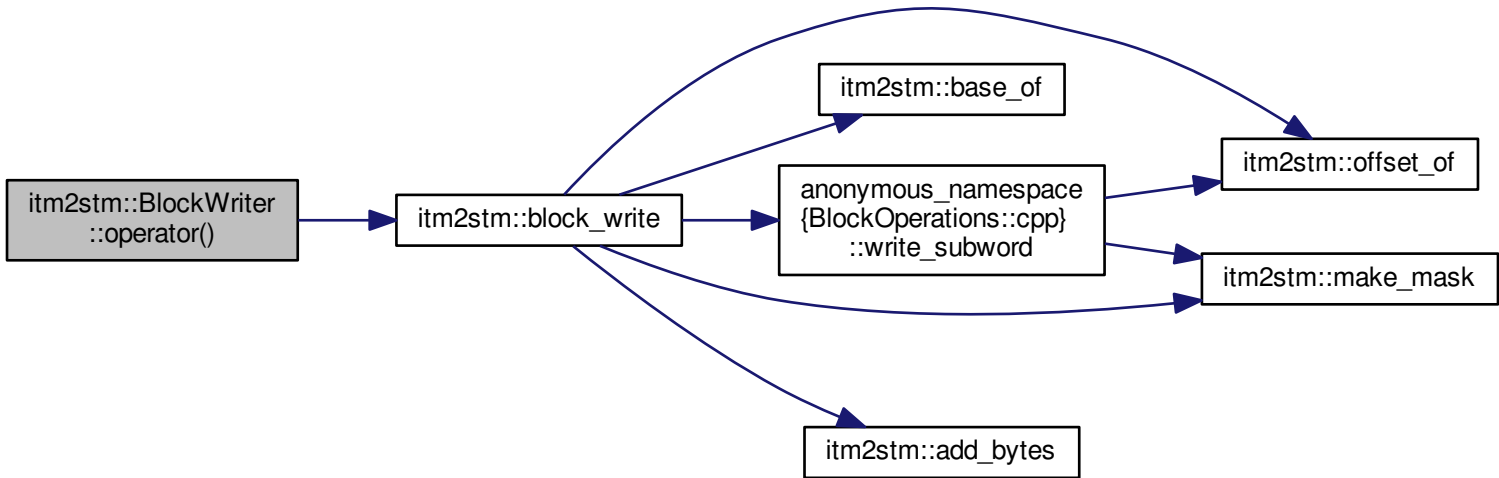 itm2stm::BlockWriter
::operator()
itm2stm::block_write
itm2stm::base_of
anonymous_namespace
{BlockOperations::cpp}
::write_subword
itm2stm::add_bytes
itm2stm::offset_of
itm2stm::make_mask